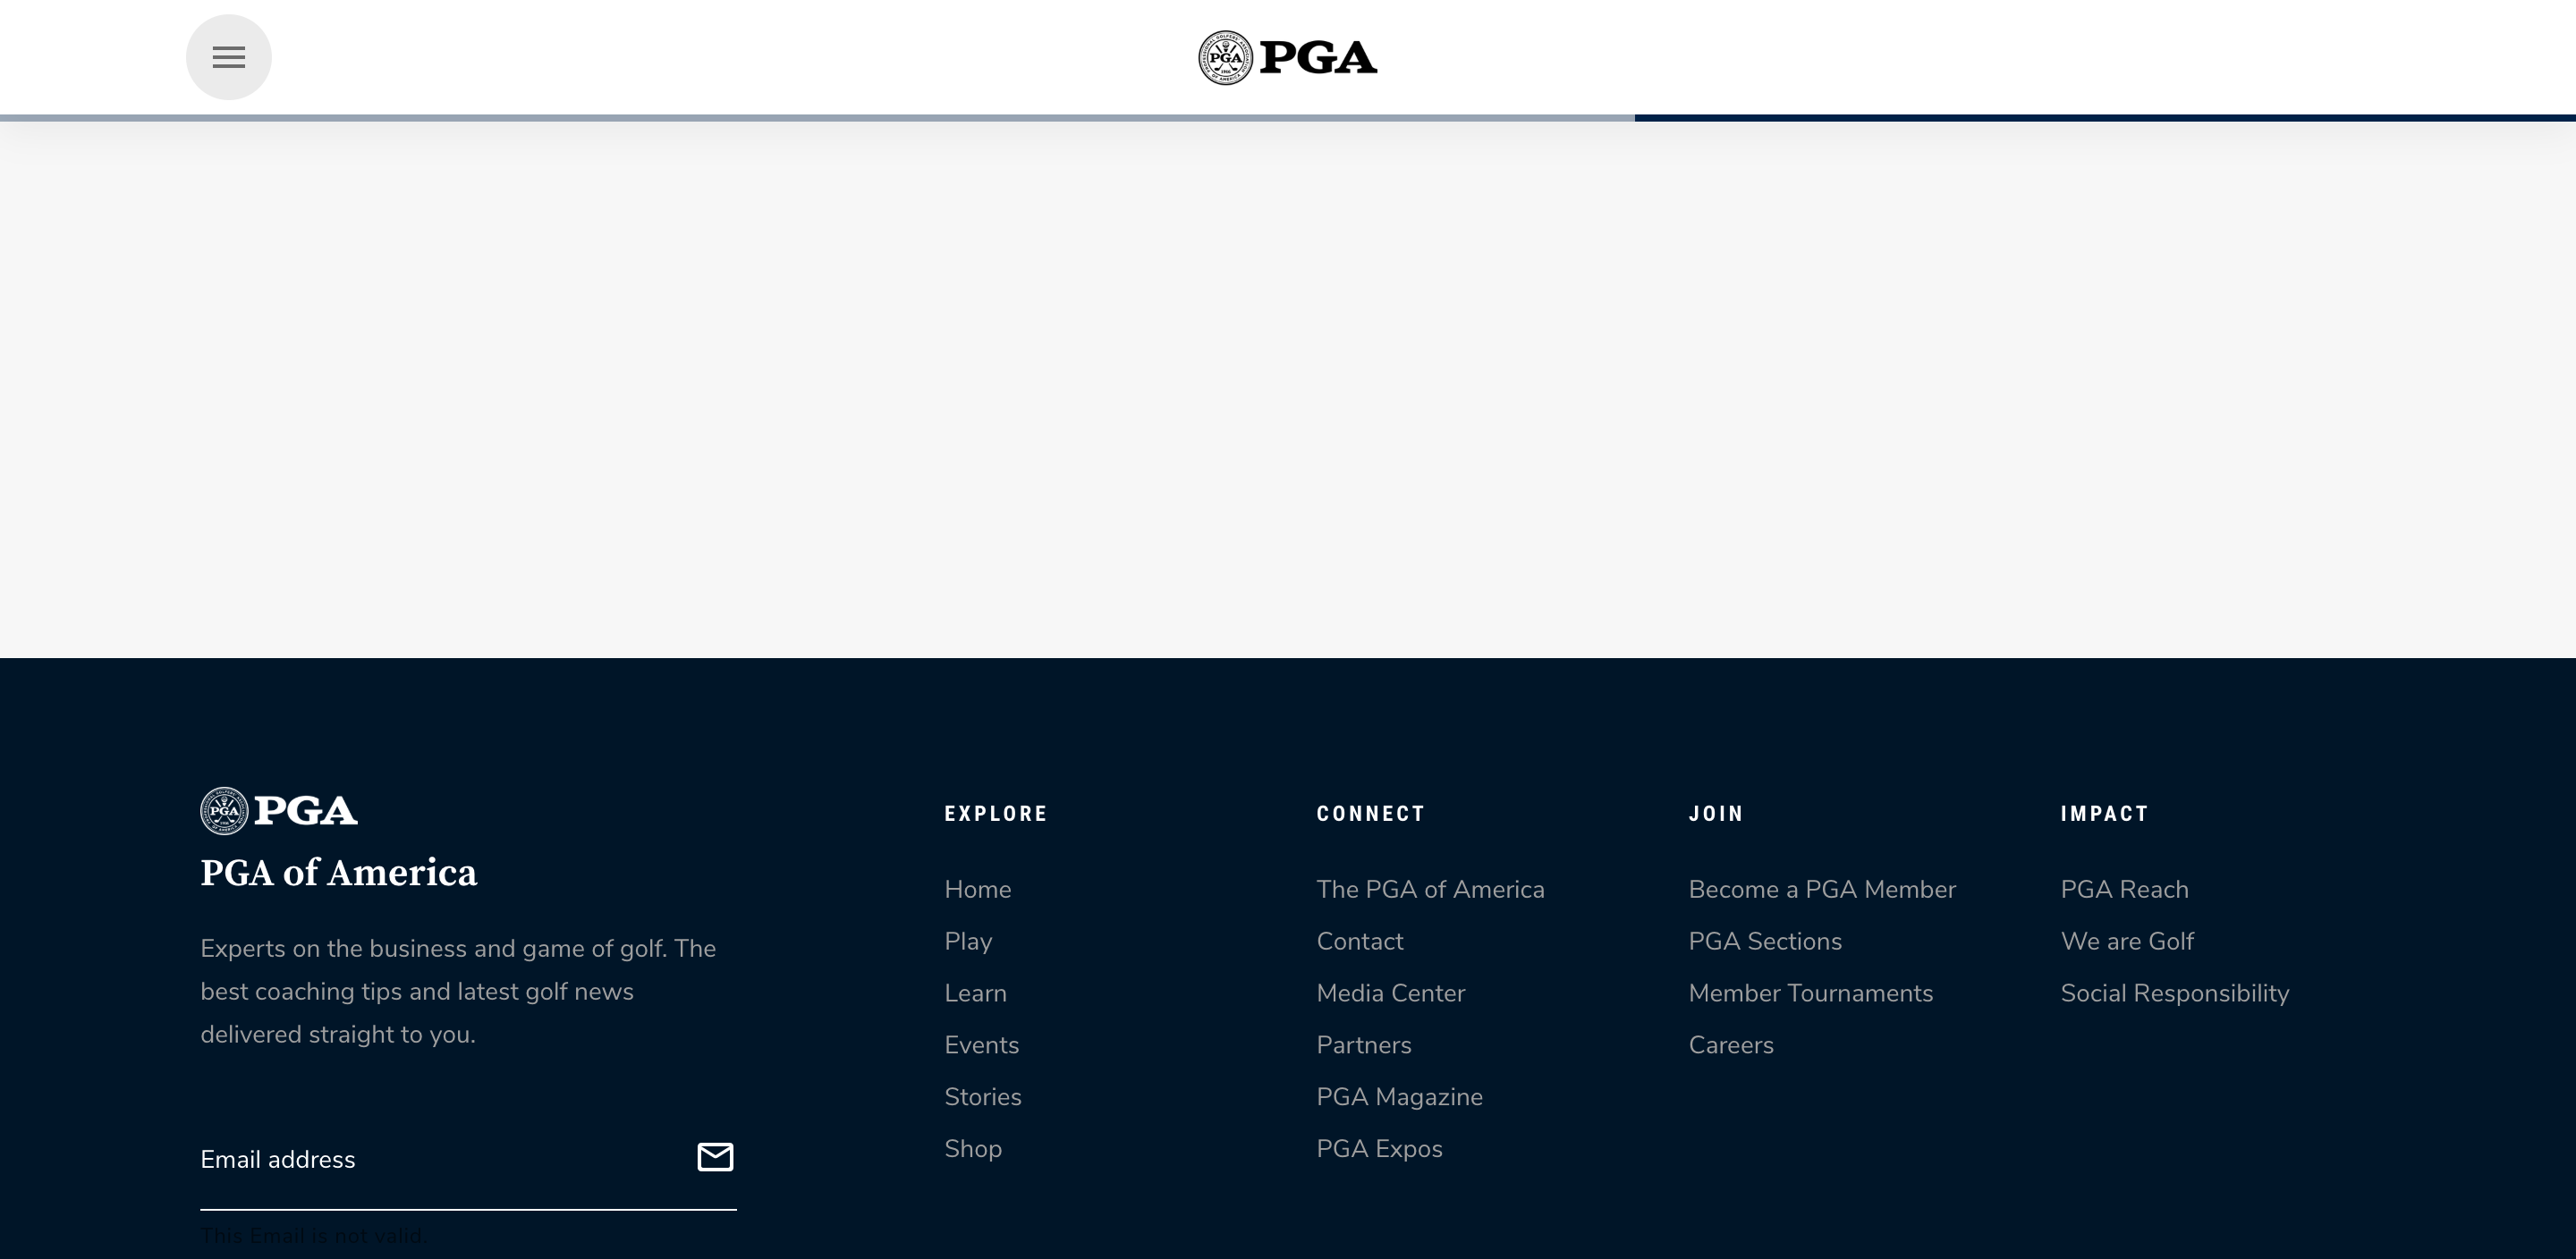 PGA
PGA
PGA
PGA
PGA of America
Experts on the business and game of golf. The
best coaching tips and latest golf news
delivered straight to you.
Email address
This Email is not valid.
EXPLORE
Home
Play
Learn
Events
Stories
Shop
CONNECT
The PGA of America
Contact
Media Center
Partners
PGA Magazine
PGA Expos
JOIN
Become a PGA Member
PGA Sections
Member Tournaments
Careers
IMPACT
PGA Reach
We are Golf
Social Responsibility